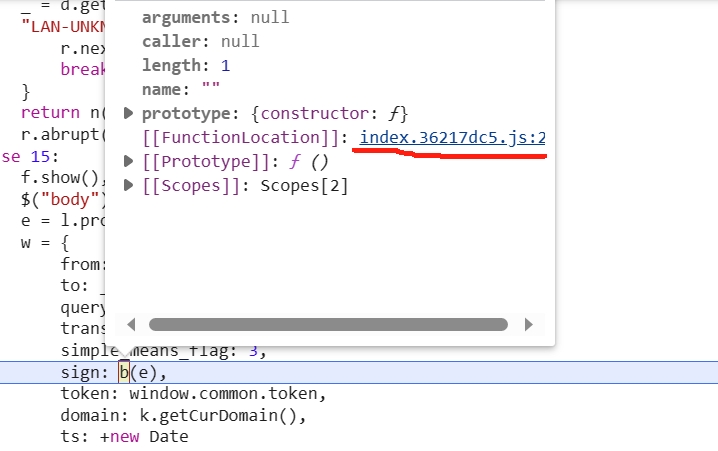 _ = d.get
"LAN-UNKN
r.nex
break
}
return n(
r.abrupt(
se 15:
f.show(),
$("body")
e = l.pro
w = {
from:
to: _
query
trans
simple_means_flag: 3,
sign: b(e),
token: window.common.token,
domain: k.getCurDomain(),
ts: +new Date
arguments: null
caller: null
length: 1
name: ""
prototype: {constructor: ƒ}
[[FunctionLocation]]: index.36217dc5.js:2
[[Prototype]]: ƒ ()
[[Scopes]]: Scopes[2]